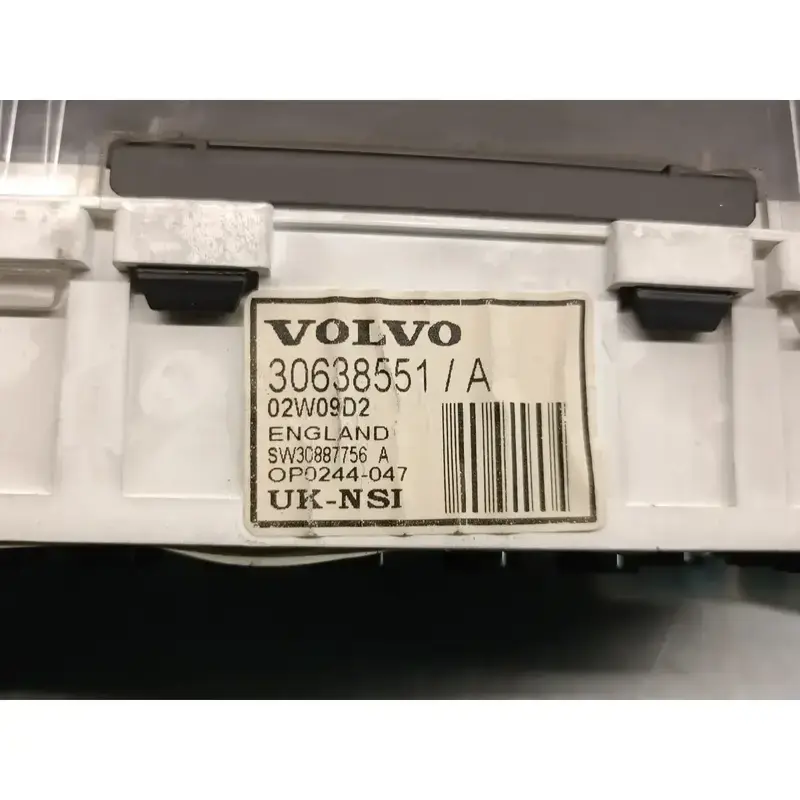 VOLVO
30638551 / A
02W09D2
ENGLAND
SW30887756 A
OP0244-047
UK-NSI